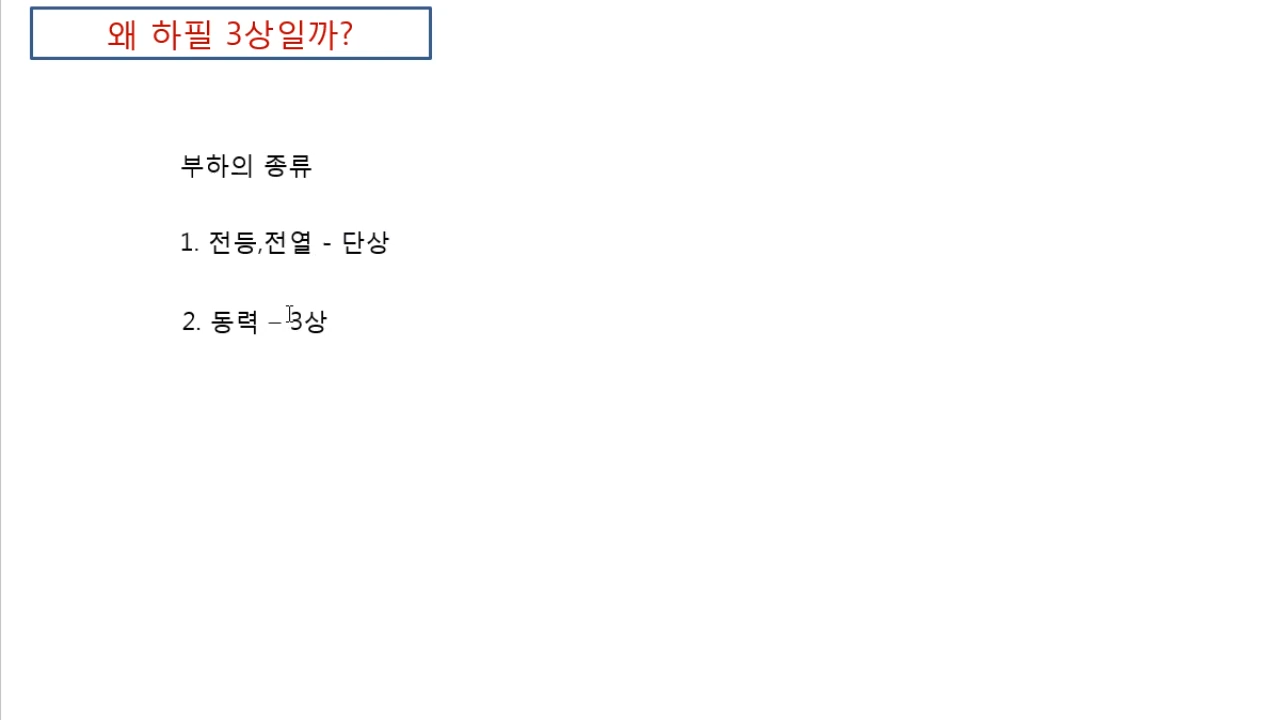 왜 하필 3상일까?
부하의 종류
1. 전등,전열 - 단상
2. 동력 – 3상